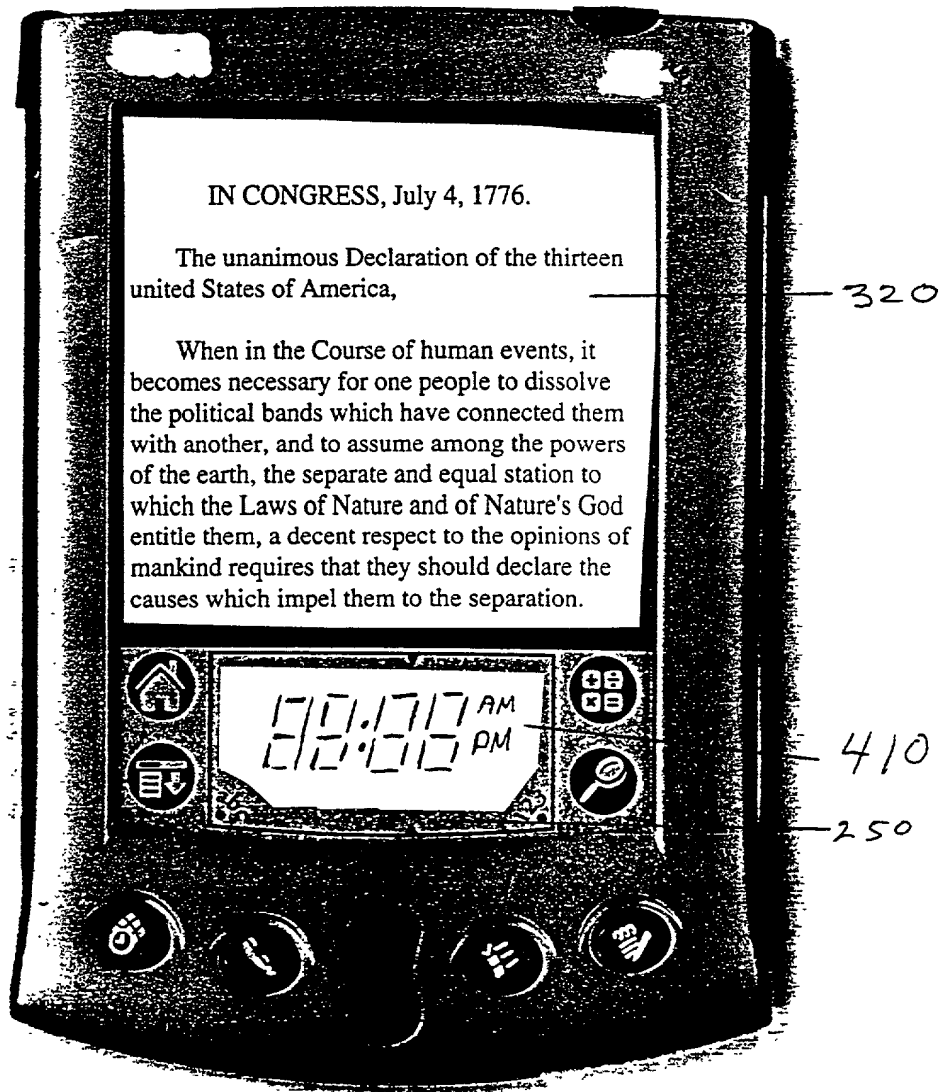 IN CONGRESS, July 4, 1776.
The unanimous Declaration of the thirteen
united States of America,
320
When in the Course of human events, it
becomes necessary for one people to dissolve
the political bands which have connected them
with another, and to assume among the powers
of the earth, the separate and equal station to
which the Laws of Nature and of Nature's God
entitle them, a decent respect to the opinions of
mankind requires that they should declare the
causes which impel them to the separation.
88:88 AM
PM
410
250